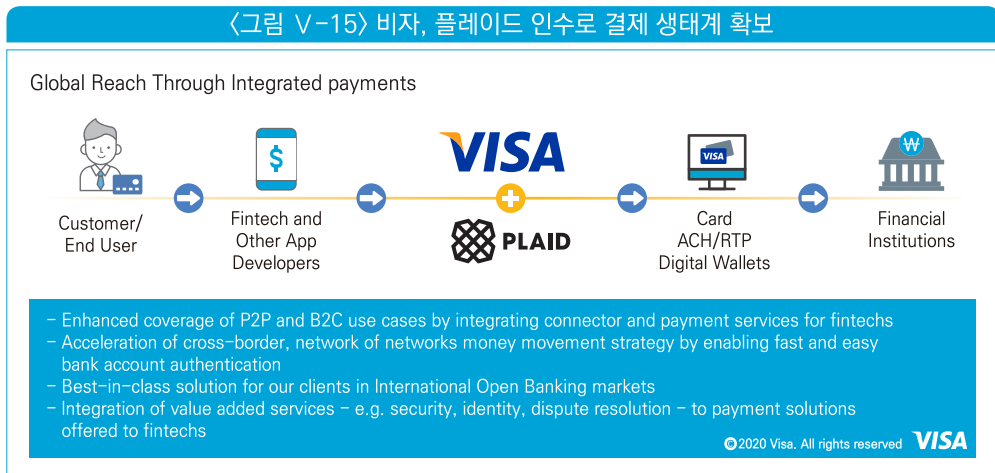 〈그림 Ⅴ-15〉 비자, 플레이드 인수로 결제 생태계 확보
Global Reach Through Integrated payments
$
VISA
VISA
₩
Customer/
End User
Fintech and
Other App
Developers
PLAID
Card
ACH/RTP
Digital Wallets
Financial
Institutions
- Enhanced coverage of P2P and B2C use cases by integrating connector and payment services for fintechs
- Acceleration of cross-border, network of networks money movement strategy by enabling fast and easy
bank account authentication
- Best-in-class solution for our clients in International Open Banking markets
- Integration of value added services - e.g. security, identity, dispute resolution - to payment solutions
offered to fintechs
©2020 Visa. All rights reserved VISA